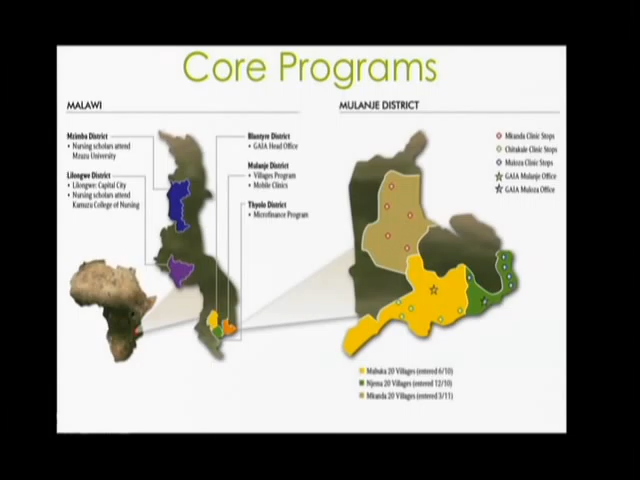 Core Programs
MALAWI
Mzimba District
• Nursing scholars attend
Mzuzu University
Lilongwe District
• Lilongwe: Capital City
• Nursing scholars attend
Kamuzu College of Nursing
Blantyre District
• GAIA Head Office
Mulanje District
• Villages Program
• Mobile Clinics
Thyolo District
• Microfinance Program
MULANJE DISTRICT
Mkanda Clinic Stops
Chitakale Clinic Stops
Muloza Clinic Stops
GAIA Mulanje Office
GAIA Muloza Office
Mabuka 20 Villages (entered 6/10)
Njema 20 Villages (entered 12/10)
Mkanda 20 Villages (entered 3/11)